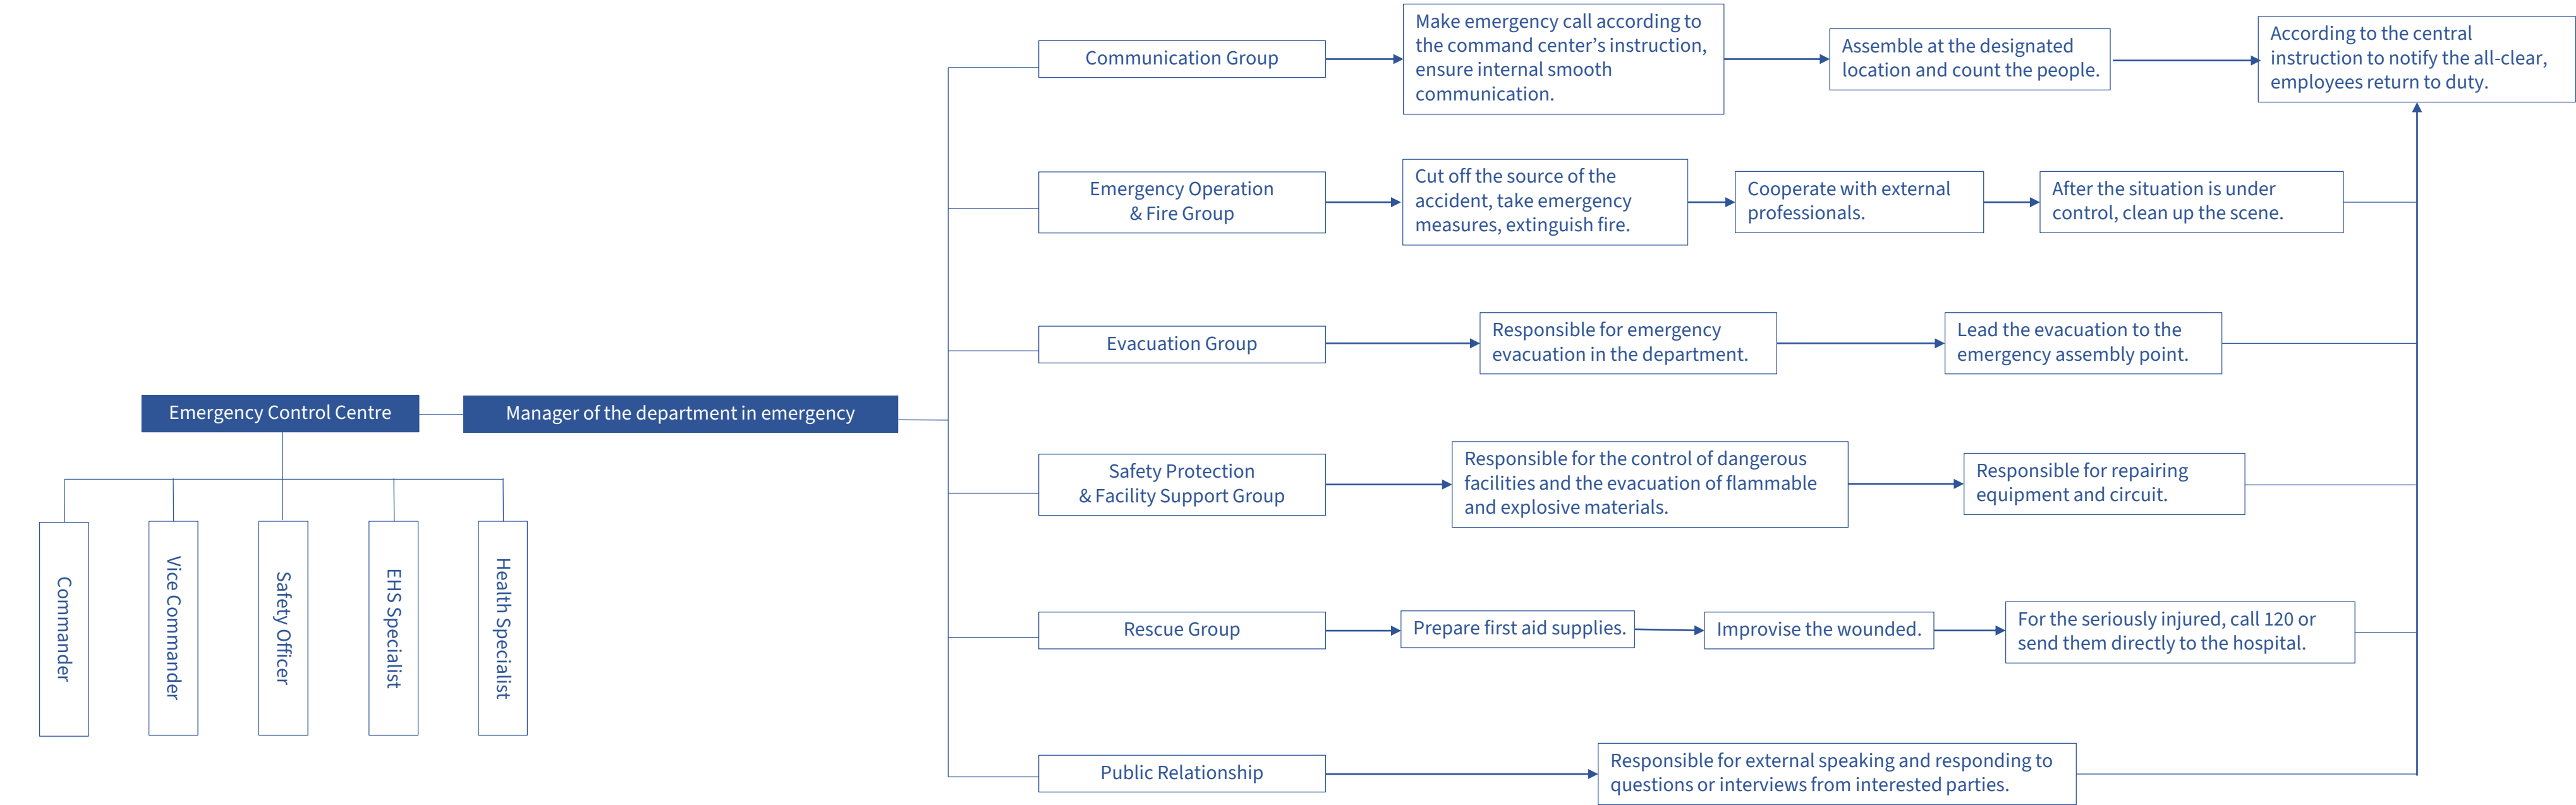 Communication Group
Make emergency call according to
the command center’s instruction,
ensure internal smooth
communication.
Assemble at the designated
location and count the people.
According to the central
instruction to notify the all-clear,
employees return to duty.
Emergency Operation
& Fire Group
Cut off the source of the
accident, take emergency
measures, extinguish fire.
Cooperate with external
professionals.
After the situation is under
control, clean up the scene.
Evacuation Group
Responsible for emergency
evacuation in the department.
Lead the evacuation to the
emergency assembly point.
Emergency Control Centre
Manager of the department in emergency
Safety Protection
& Facility Support Group
Responsible for the control of dangerous
facilities and the evacuation of flammable
and explosive materials.
Responsible for repairing
equipment and circuit.
Commander
Vice Commander
Safety Officer
EHS Specialist
Health Specialist
Rescue Group
Prepare first aid supplies.
Improvise the wounded.
For the seriously injured, call 120 or
send them directly to the hospital.
Public Relationship
Responsible for external speaking and responding to
questions or interviews from interested parties.